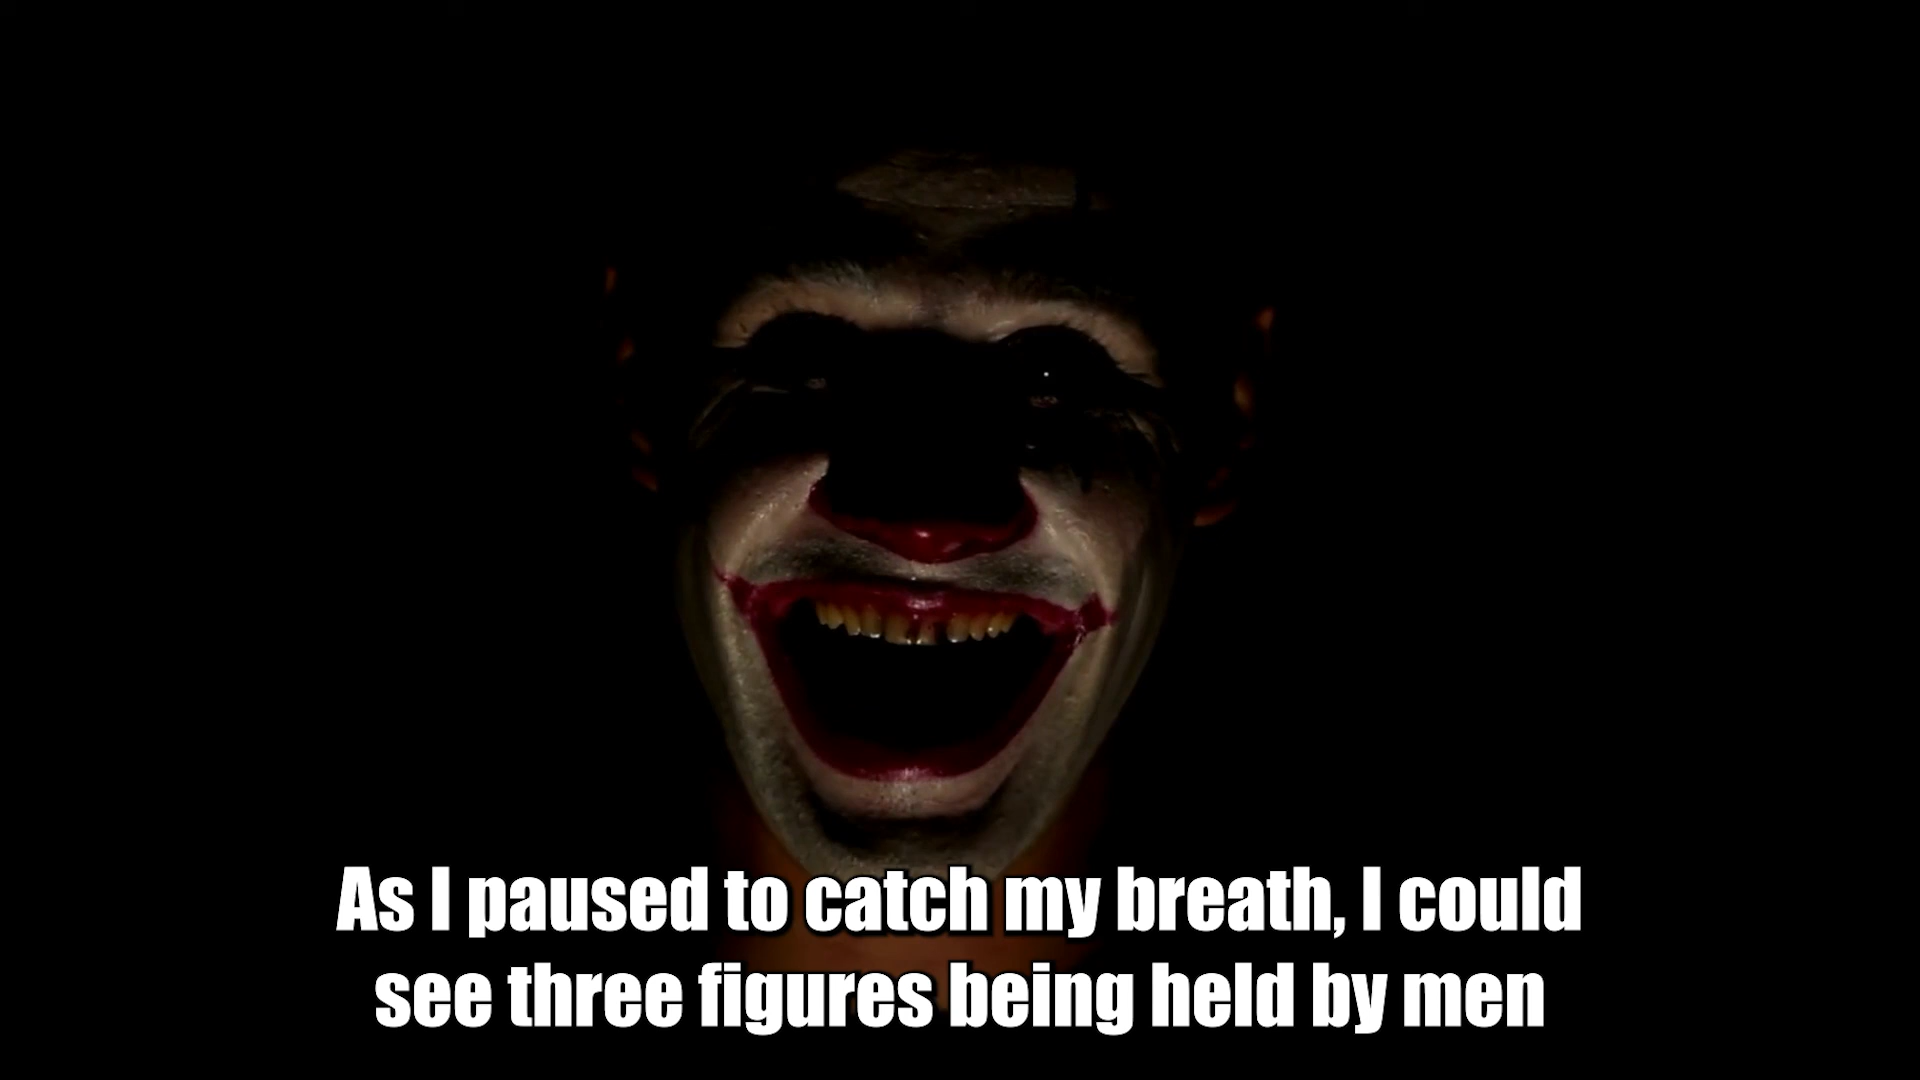 As I paused to catch my breath, I could
see three figures being held by men